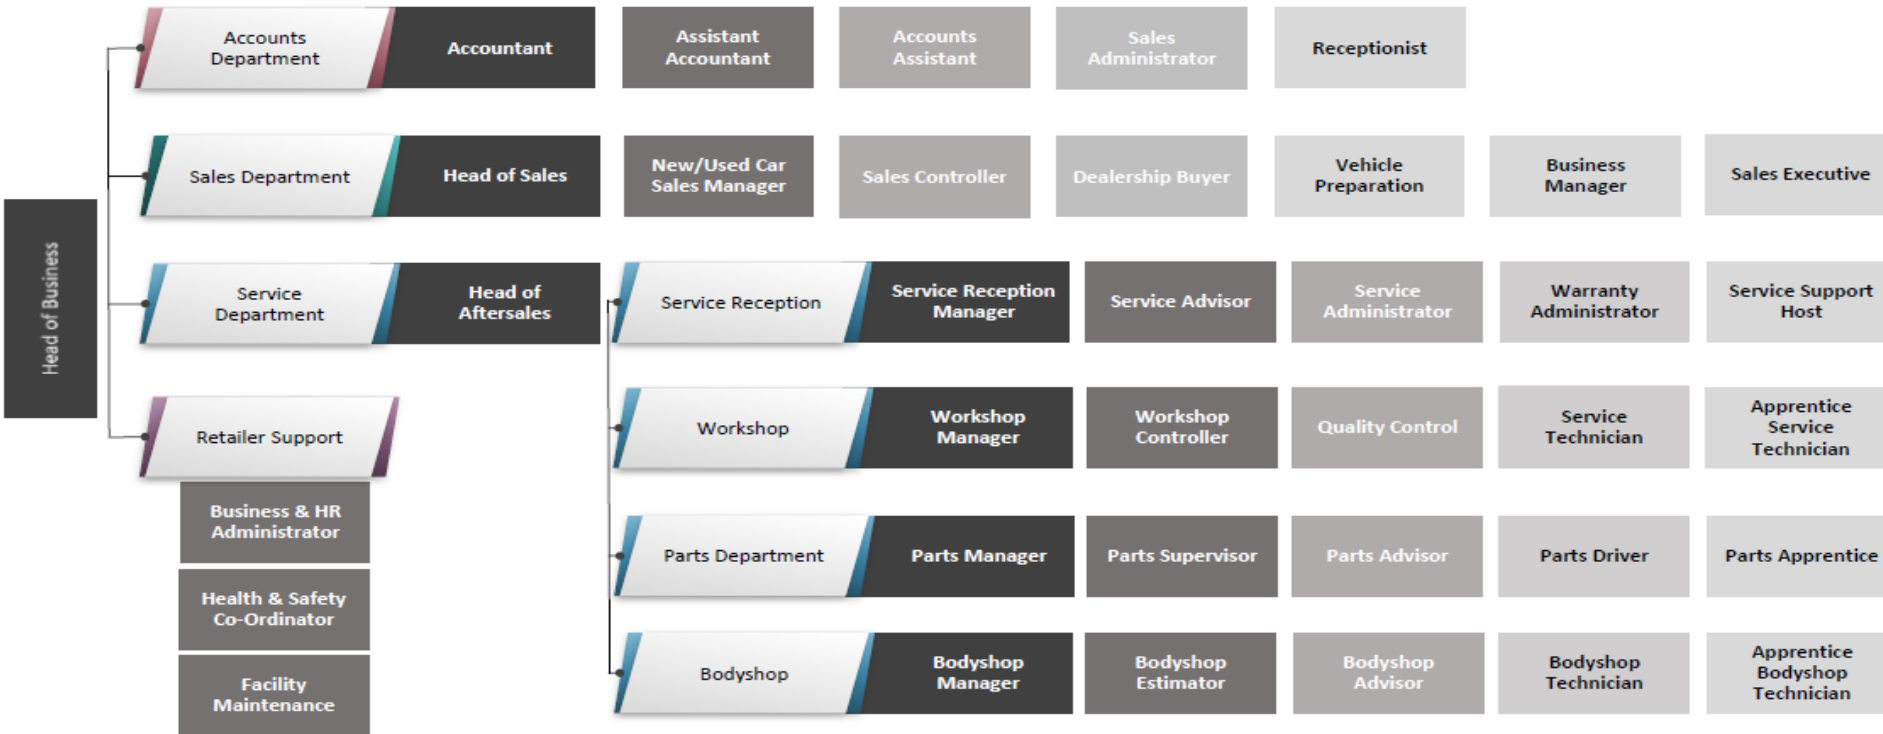 Head of Business
Accounts
Department
Accountant
Assistant
Accountant
Accounts
Assistant
Sales
Administrator
Receptionist
Sales Department
Head of Sales
New/Used Car
Sales Manager
Sales Controller
Dealership Buyer
Vehicle
Preparation
Business
Manager
Sales Executive
Service
Department
Head of
Aftersales
Service Reception
Service Reception
Manager
Service Advisor
Service
Administrator
Warranty
Administrator
Service Support
Host
Workshop
Workshop
Manager
Workshop
Controller
Quality Control
Service
Technician
Apprentice
Service
Technician
Parts Department
Parts Manager
Parts Supervisor
Parts Advisor
Parts Driver
Parts Apprentice
Bodyshop
Bodyshop
Manager
Bodyshop
Estimator
Bodyshop
Advisor
Bodyshop
Technician
Apprentice
Bodyshop
Technician
Retailer Support
Business & HR
Administrator
Health & Safety
Co-Ordinator
Facility
Maintenance